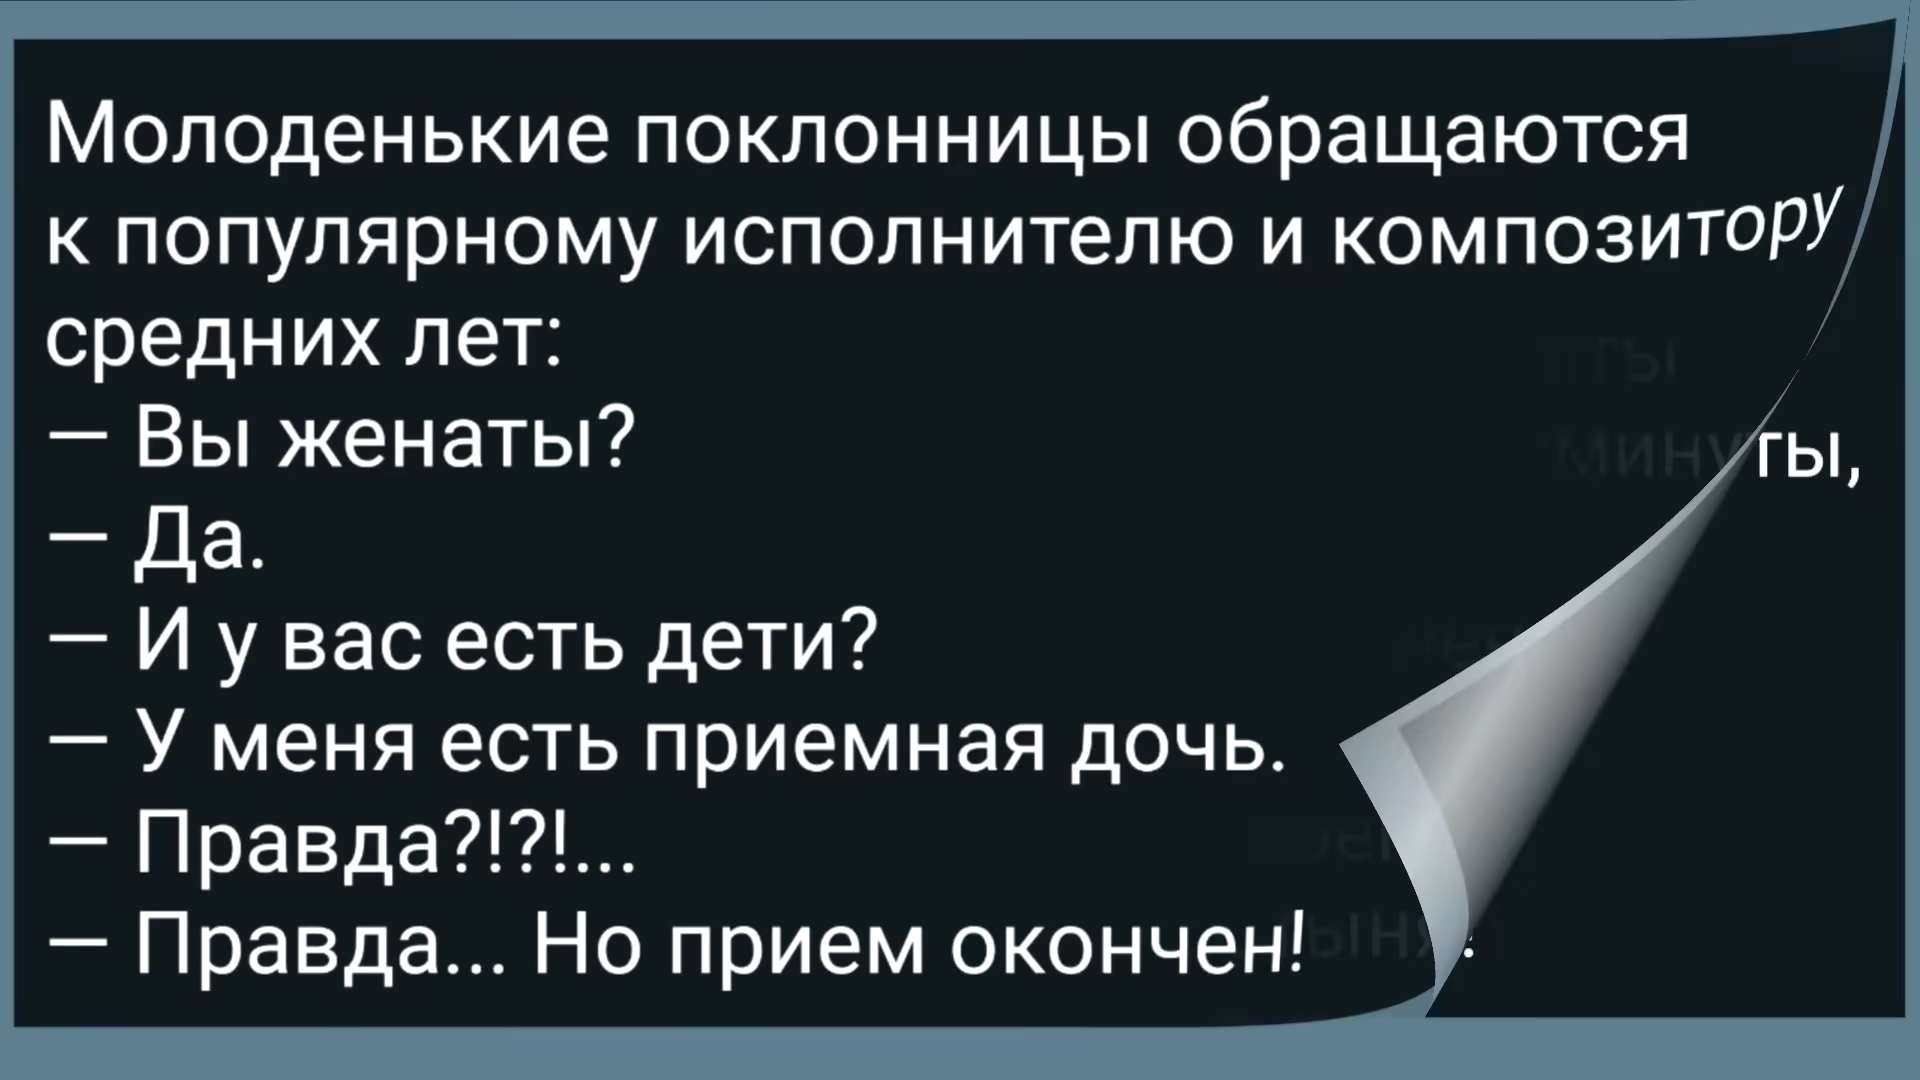 Молоденькие поклонницы обращаются
к популярному исполнителю и композитору
средних лет:
— Вы женаты?
ты,
— Да.
— И у вас есть дети?
— У меня есть приемная дочь.
— Правда?!?!...
— Правда... Но прием окончен!